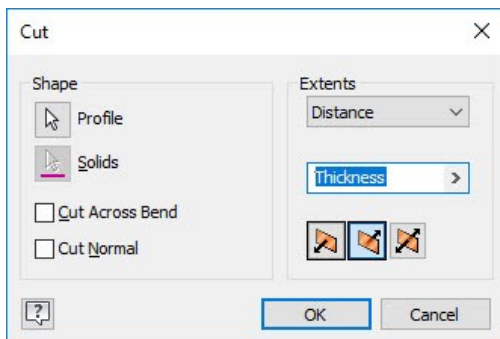 Cut
Shape
Profile
Solids
Cut Across Bend
Cut Normal
Extents
Distance
Thickness
?
OK
Cancel